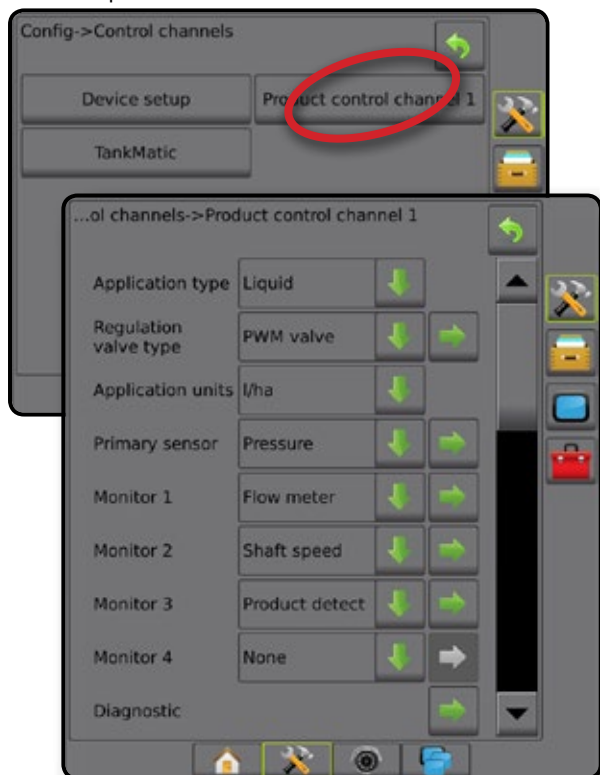 Config->Control channels
Device setup
Product control channel 1
TankMatic
...ol channels->Product control channel 1
Application type Liquid
Regulation
valve type PWM valve
Application units l/ha
Primary sensor Pressure
Monitor 1 Flow meter
Monitor 2 Shaft speed
Monitor 3 Product detect
Monitor 4 None
Diagnostic